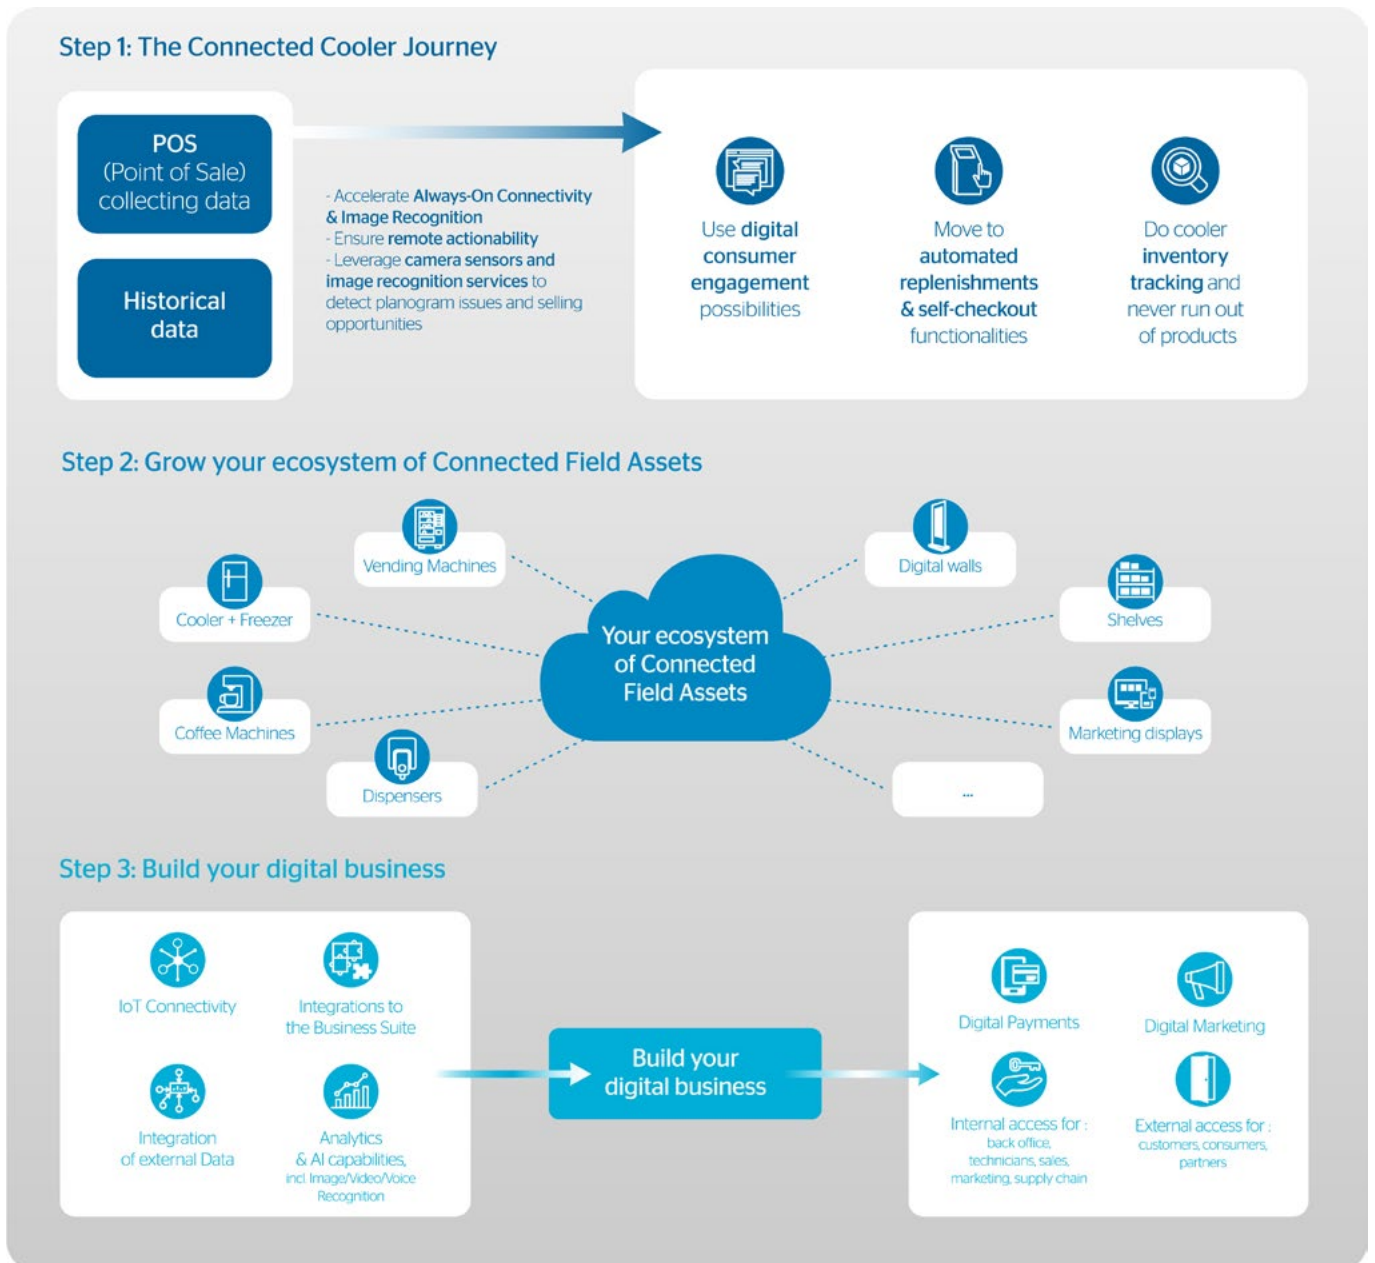 Step 1: The Connected Cooler Journey
POS
(Point of Sale)
collecting data
Historical
data
- Accelerate Always-On Connectivity
& Image Recognition
- Ensure remote actionability
- Leverage camera sensors and
image recognition services to
detect planogram issues and selling
opportunities
Use digital
consumer
engagement
possibilities
Move to
automated
replenishments
& self-checkout
functionalities
Do cooler
inventory
tracking and
never run out
of products
Step 2: Grow your ecosystem of Connected Field Assets
Vending Machines
Digital walls
Cooler + Freezer
Shelves
Your ecosystem
of Connected
Field Assets
Coffee Machines
Marketing displays
Dispensers
...
Step 3: Build your digital business
IoT Connectivity
Integrations to
the Business Suite
Integration
of external Data
Analytics
& AI capabilities,
incl. Image/Video/Voice
Recognition
Build your
digital business
Digital Payments
Digital Marketing
Internal access for :
back office,
technicians, sales,
marketing, supply chain
External access for :
customers, consumers,
partners